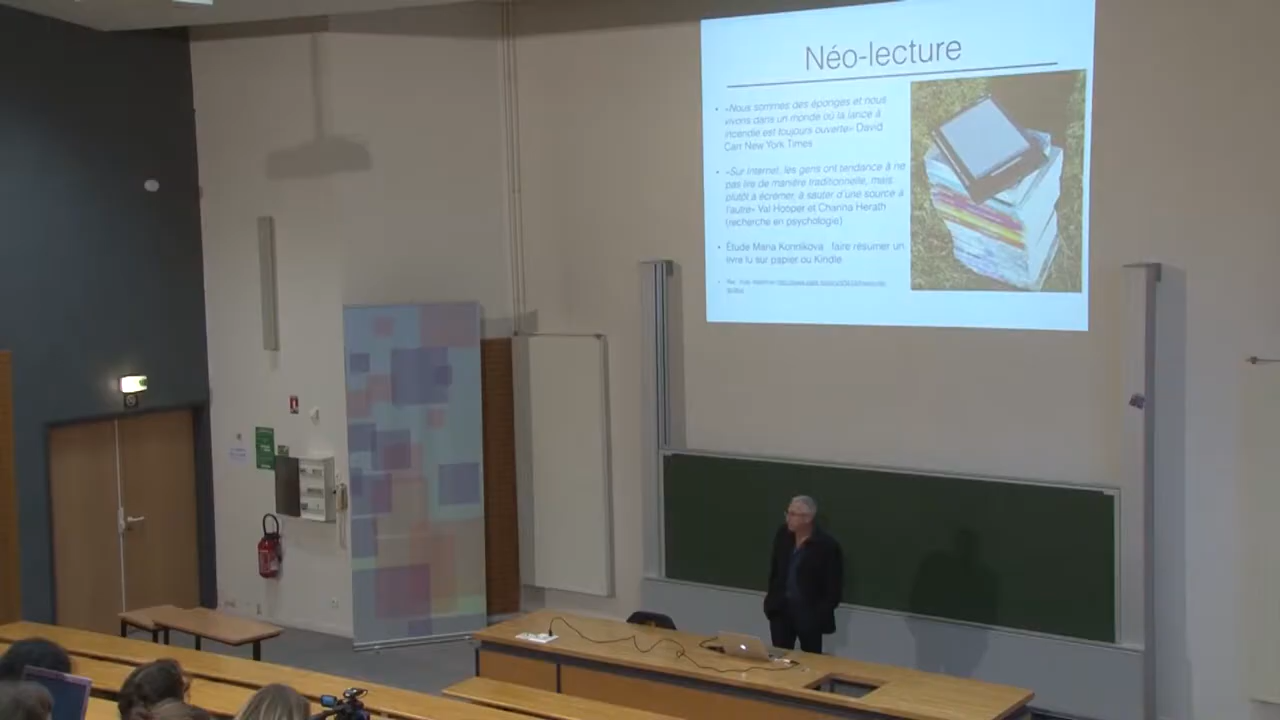 Néo-lecture
• «Nous sommes des éponges et nous
vivons dans un monde où la lance à
incendie est toujours ouverte» David
Carr New York Times
• «Sur Internet, les gens ont tendance à ne
pas lire de manière traditionnelle, mais
plutôt à écrémer, à sauter d'une source à
l'autre» Val Hooper et Channa Herath
(recherche en psychologie)
• Étude Maria Konnikova : faire résumer un
livre lu sur papier ou Kindle